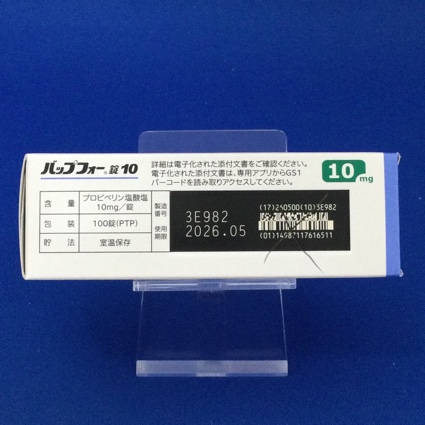 バップフォー®錠10
詳細は電子化された添付文書をご確認ください。
電子化された添付文書は、専用アプリからGS1
バーコードを読み取りアクセスしてください。
10mg
含量 プロピベリン塩酸塩
10mg/錠
包装 100錠(PTP)
貯法 室温保存
製造番号 3E982
使用期限 2026.05
(17)260500(10)3E982
(01)14987117616511